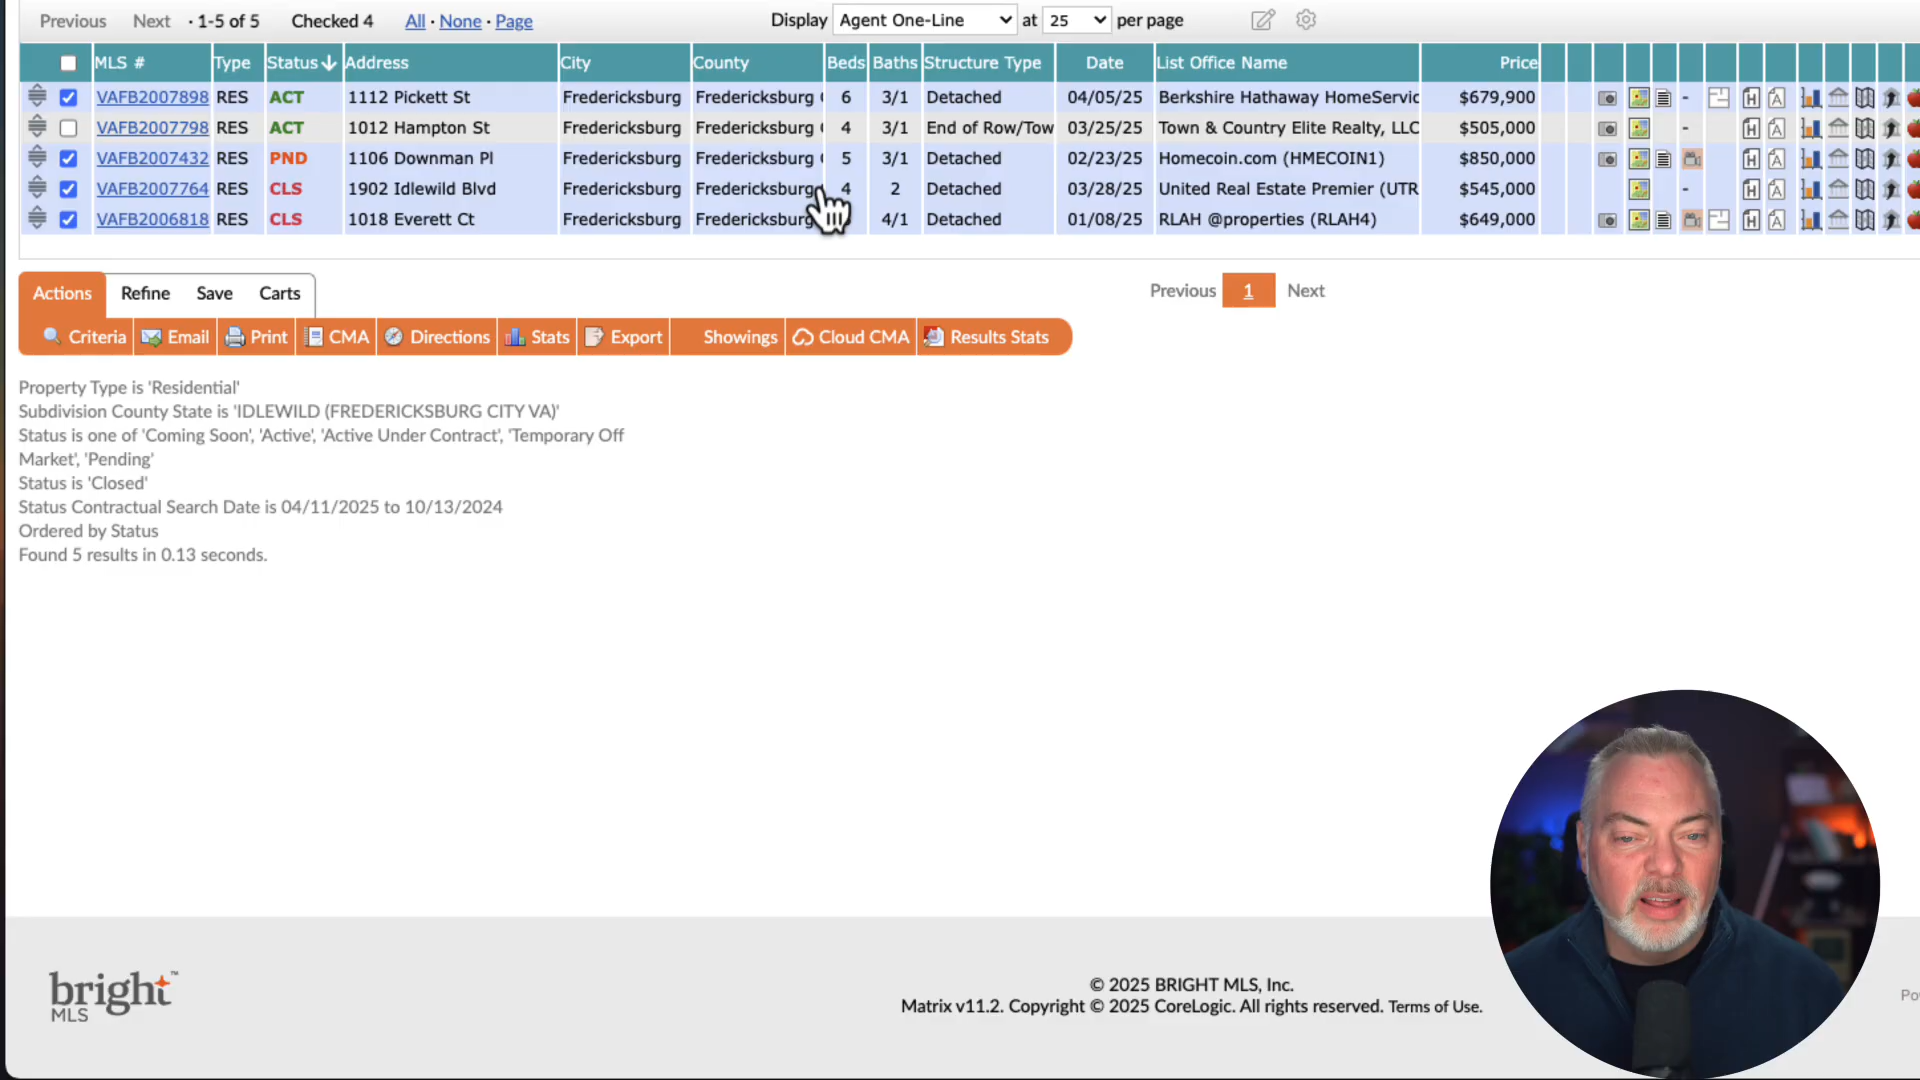 Previous Next · 1-5 of 5 Checked 4 All · None · Page Display Agent One-Line at 25 per page
MLS # Type Status Address City County Beds Baths Structure Type Date List Office Name Price
VAFB2007898 RES ACT 1112 Pickett St Fredericksburg Fredericksburg 6 3/1 Detached 04/05/25 Berkshire Hathaway HomeServic $679,900
VAFB2007798 RES ACT 1012 Hampton St Fredericksburg Fredericksburg 4 3/1 End of Row/Tow 03/25/25 Town & Country Elite Realty, LLC $505,000
VAFB2007432 RES PND 1106 Downman Pl Fredericksburg Fredericksburg 5 3/1 Detached 02/23/25 Homecoin.com (HMECOIN1) $850,000
VAFB2007764 RES CLS 1902 Idlewild Blvd Fredericksburg Fredericksburg 4 2 Detached 03/28/25 United Real Estate Premier (UTR $545,000
VAFB2006818 RES CLS 1018 Everett Ct Fredericksburg Fredericksburg 4/1 Detached 01/08/25 RLAH @properties (RLAH4) $649,000
Actions Refine Save Carts Previous 1 Next
Criteria Email Print CMA Directions Stats Export Showings Cloud CMA Results Stats
Property Type is 'Residential'
Subdivision County State is 'IDLEWILD (FREDERICKSBURG CITY VA)'
Status is one of 'Coming Soon', 'Active', 'Active Under Contract', 'Temporary Off
Market', 'Pending'
Status is 'Closed'
Status Contractual Search Date is 04/11/2025 to 10/13/2024
Ordered by Status
Found 5 results in 0.13 seconds.
bright™
MLS
© 2025 BRIGHT MLS, Inc.
Matrix v11.2. Copyright © 2025 CoreLogic. All rights reserved. Terms of Use.